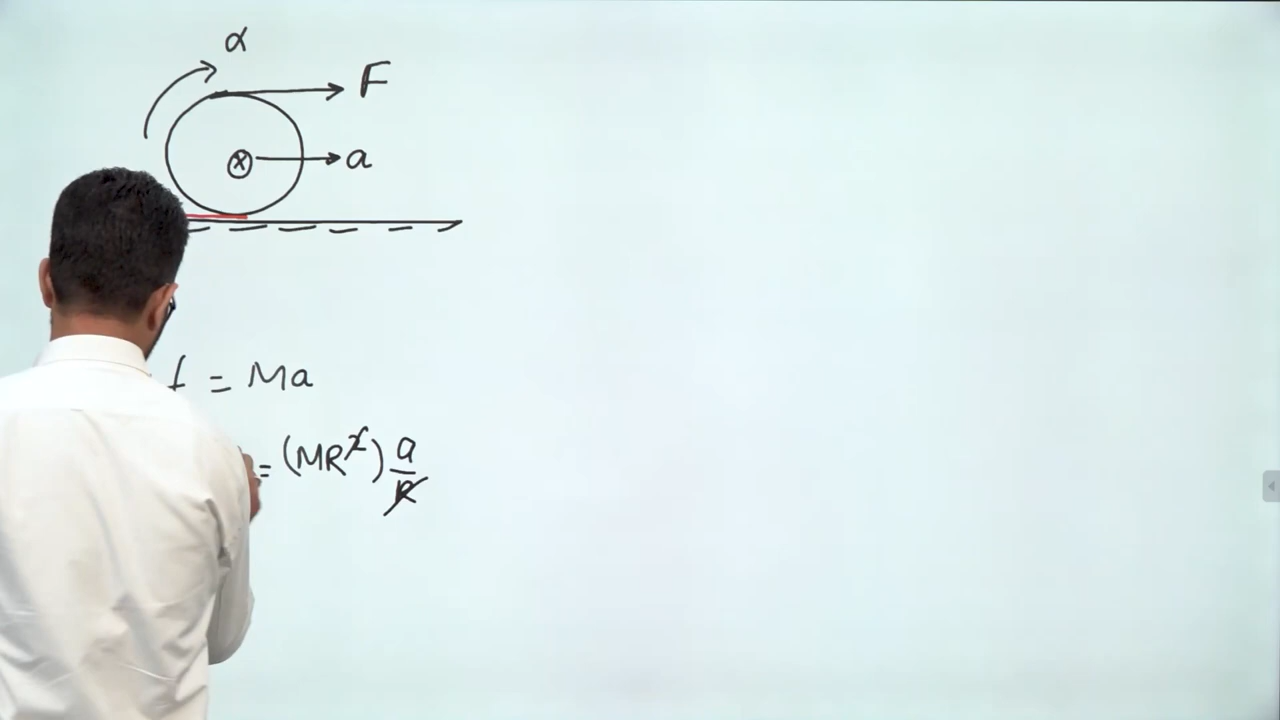 α
F
a
f = Ma
= (MR²) a/R